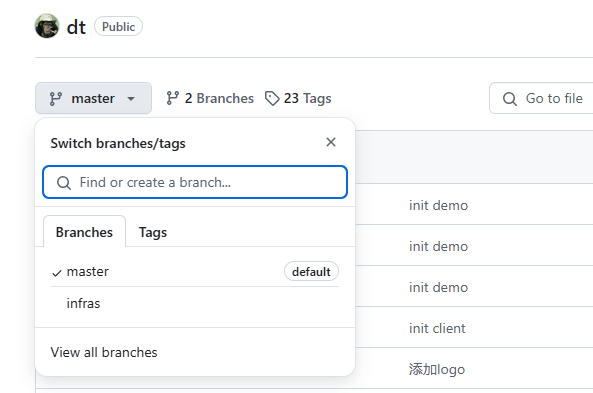 dt Public
master 2 Branches 23 Tags Go to file
Switch branches/tags
Find or create a branch...
Branches Tags
master default
infras
View all branches
init demo
init demo
init demo
init client
添加logo